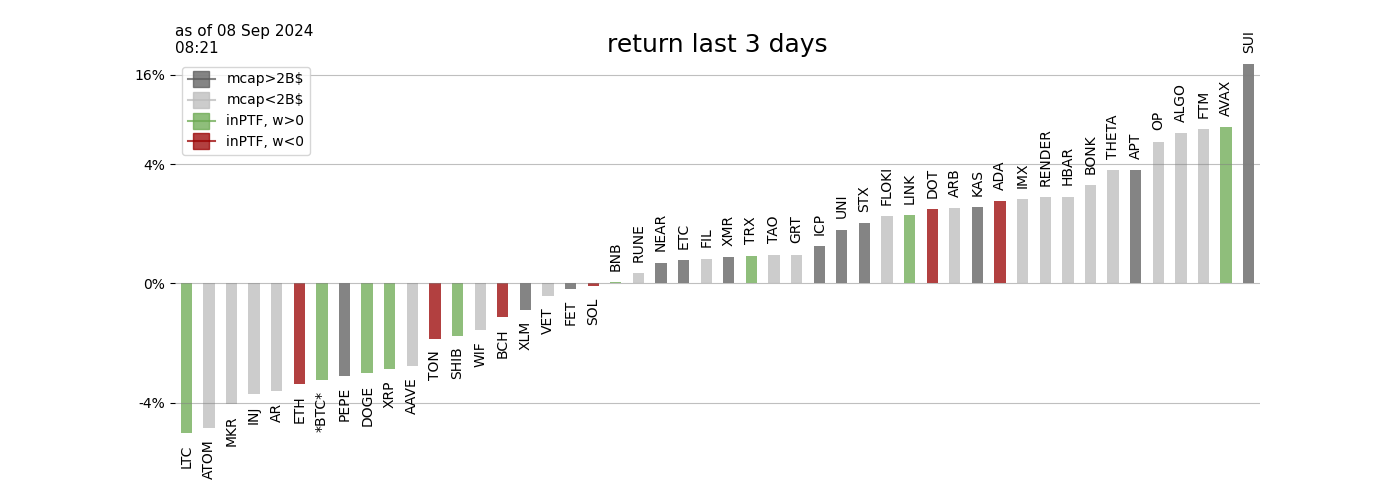 as of 08 Sep 2024
08:21
return last 3 days
mcap>2B$
mcap<2B$
inPTF, w>0
inPTF, w<0
16%
4%
0%
-4%
LTC
ATOM
MKR
INJ
AR
ETH
*BTC*
PEPE
DOGE
XRP
AAVE
TON
SHIB
WIF
BCH
XLM
VET
FET
SOL
BNB
RUNE
NEAR
ETC
FIL
XMR
TRX
TAO
GRT
ICP
UNI
STX
FLOKI
LINK
DOT
ARB
KAS
ADA
IMX
RENDER
HBAR
BONK
THETA
APT
OP
ALGO
FTM
AVAX
SUI